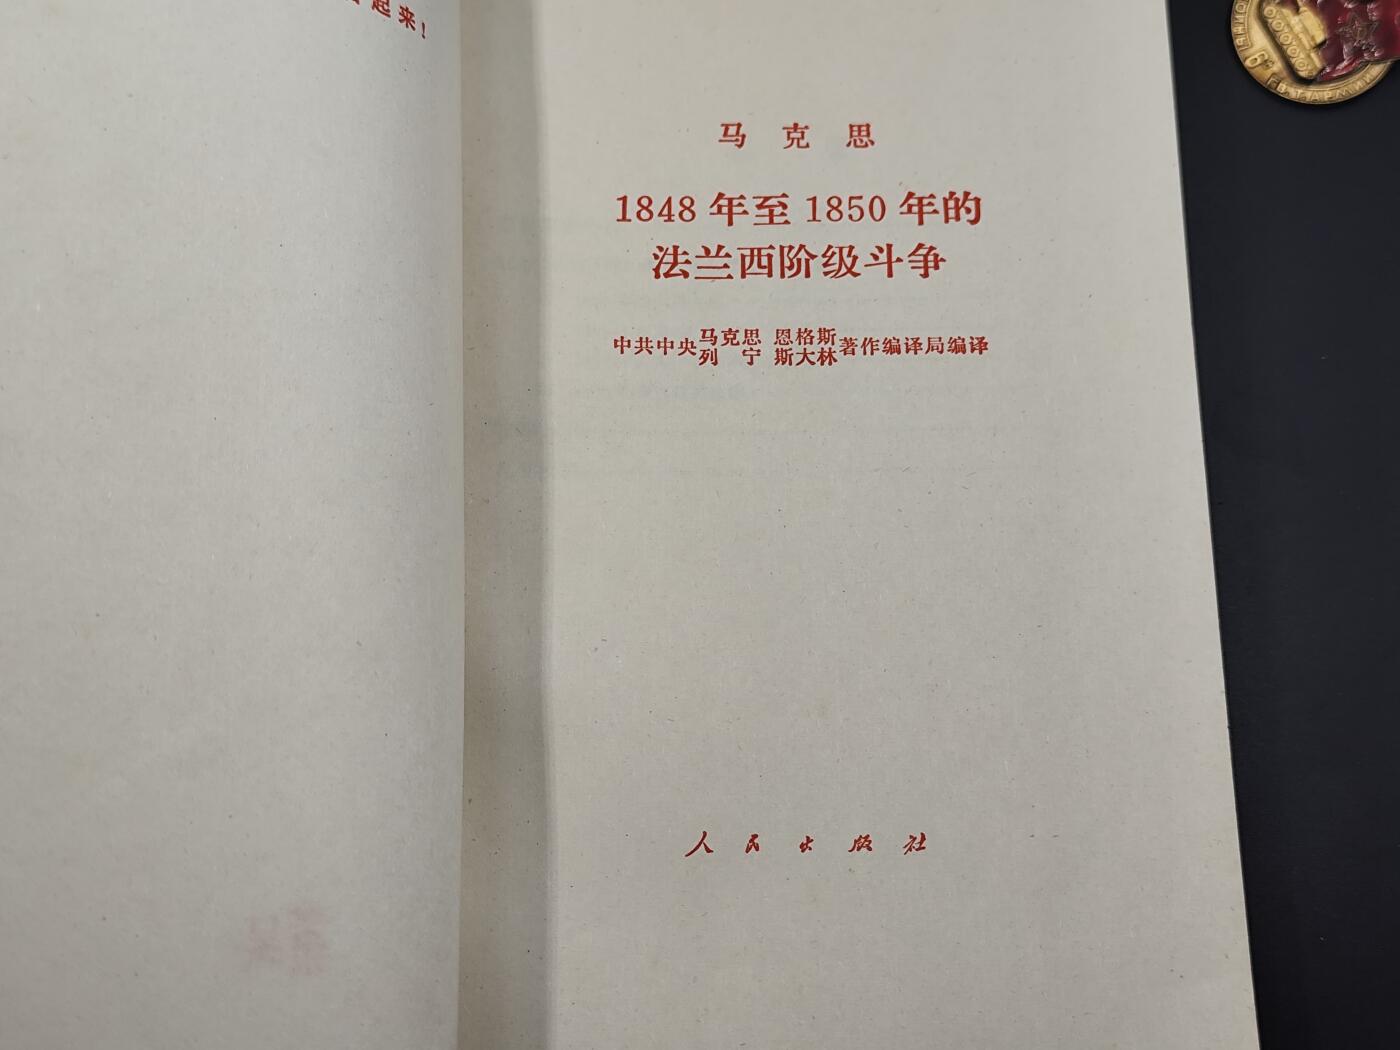 起来！
马克思
1848年至1850年的
法兰西阶级斗争
中共中央马克思 恩格斯列宁 斯大林著作编译局编译
人民出版社